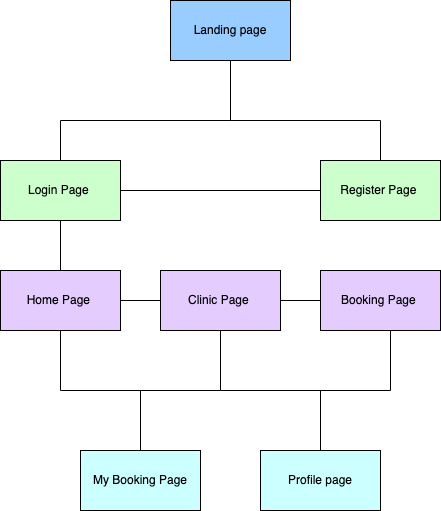 Landing page
Login Page
Register Page
Home Page
Clinic Page
Booking Page
My Booking Page
Profile page